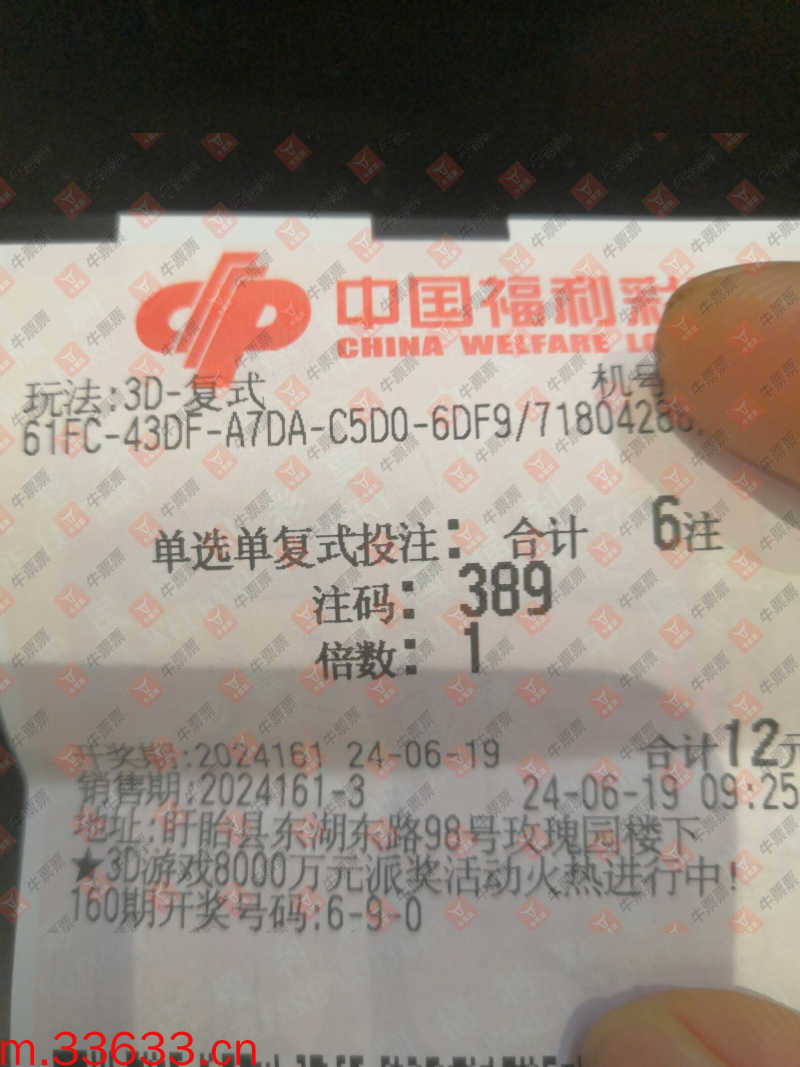 中国福利彩
CHINA WELFARE LO
玩法:3D-复式 机号
61FC-43DF-A7DA-C5D0-6DF9/7180428
单选单复式投注: 合计 6注
注码: 389
倍数: 1
开奖期:2024161 24-06-19 合计12元
销售期:2024161-3 24-06-19 09:25
地址:盱眙县东湖东路98号玫瑰园楼下
★3D游戏8000万元派奖活动火热进行中!
160期开奖号码:6-9-0
m.33633.cn
牛票票